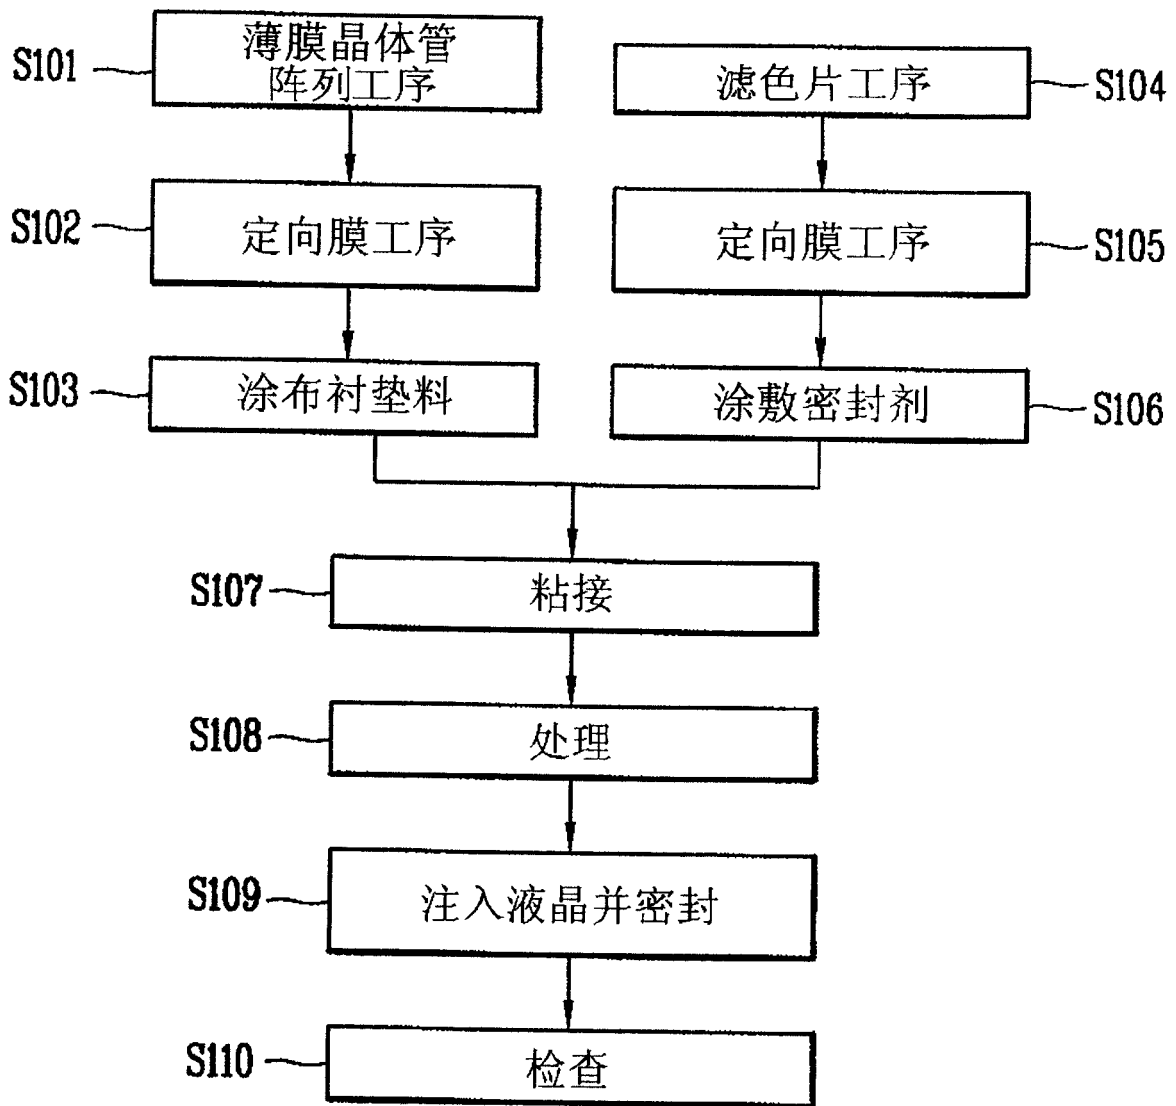 S101
薄膜晶体管
阵列工序
滤色片工序
S104
S102
定向膜工序
定向膜工序
S105
S103
涂布衬垫料
涂敷密封剂
S106
S107
粘接
S108
处理
S109
注入液晶并密封
S110
检查